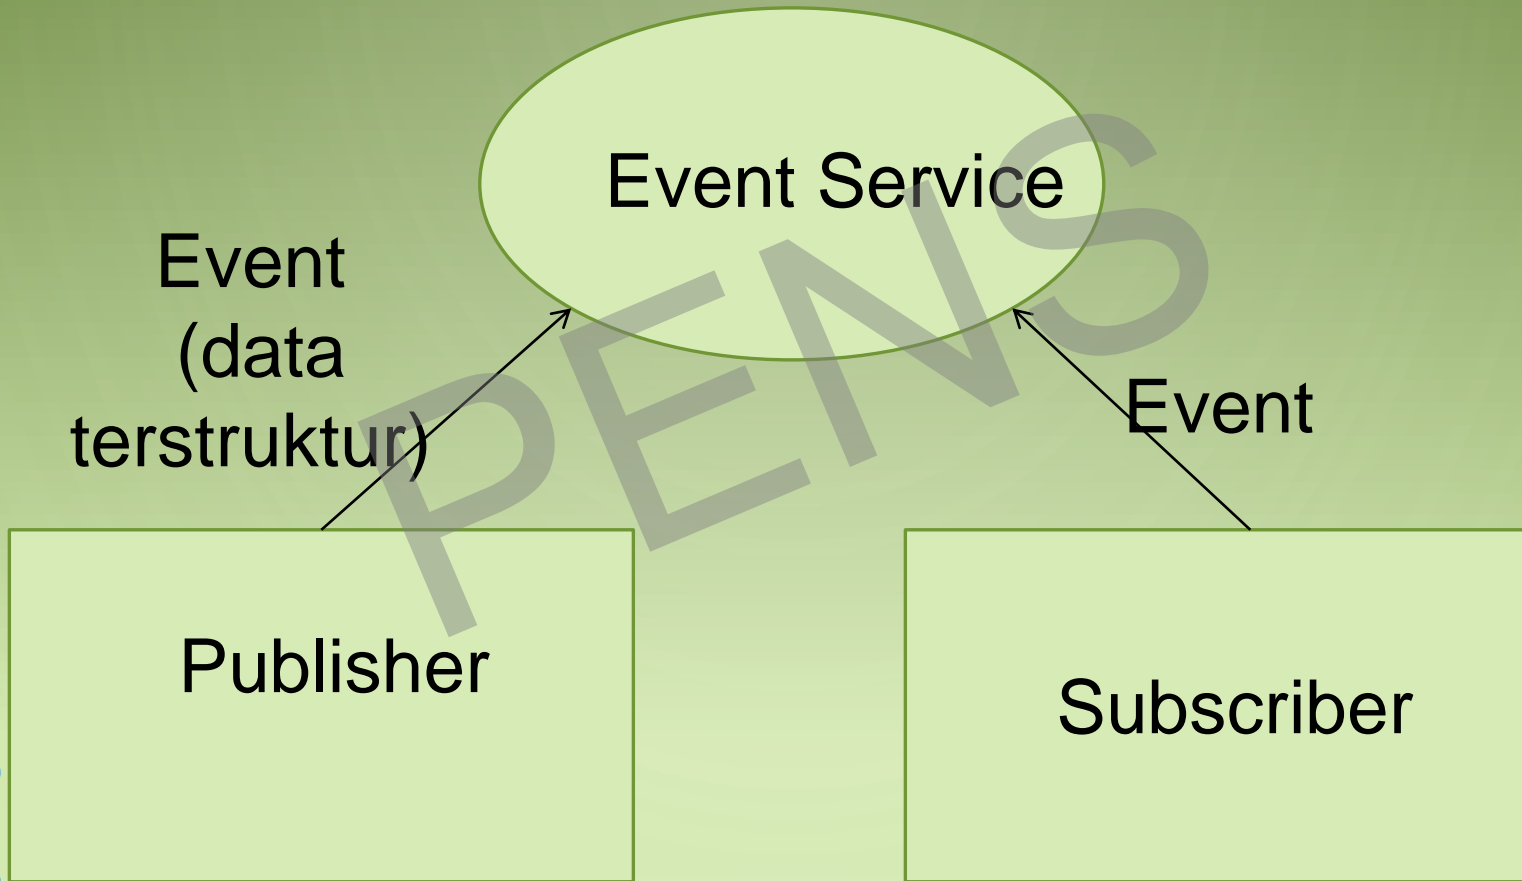 Event Service
Event
(data
terstruktur)
Event
Publisher
Subscriber
PENS